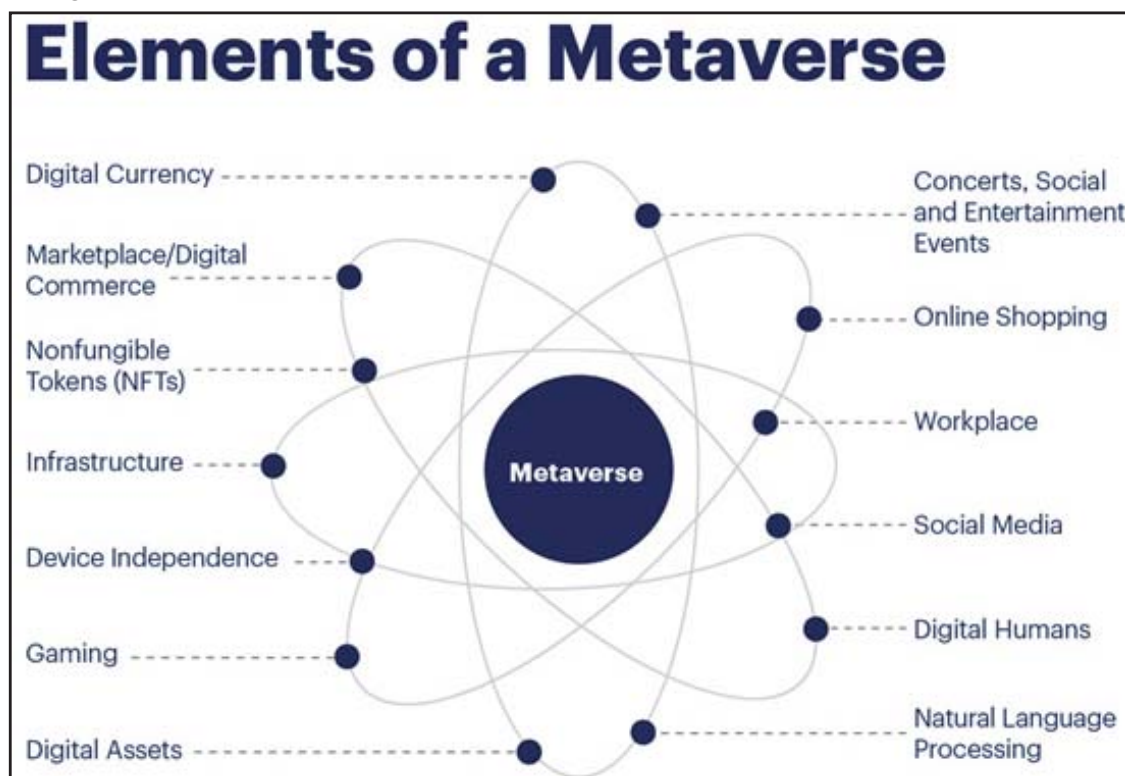 Elements of a Metaverse
Digital Currency
Marketplace/Digital
Commerce
Nonfungible
Tokens (NFTs)
Infrastructure
Device Independence
Gaming
Digital Assets
Metaverse
Concerts, Social
and Entertainment
Events
Online Shopping
Workplace
Social Media
Digital Humans
Natural Language
Processing